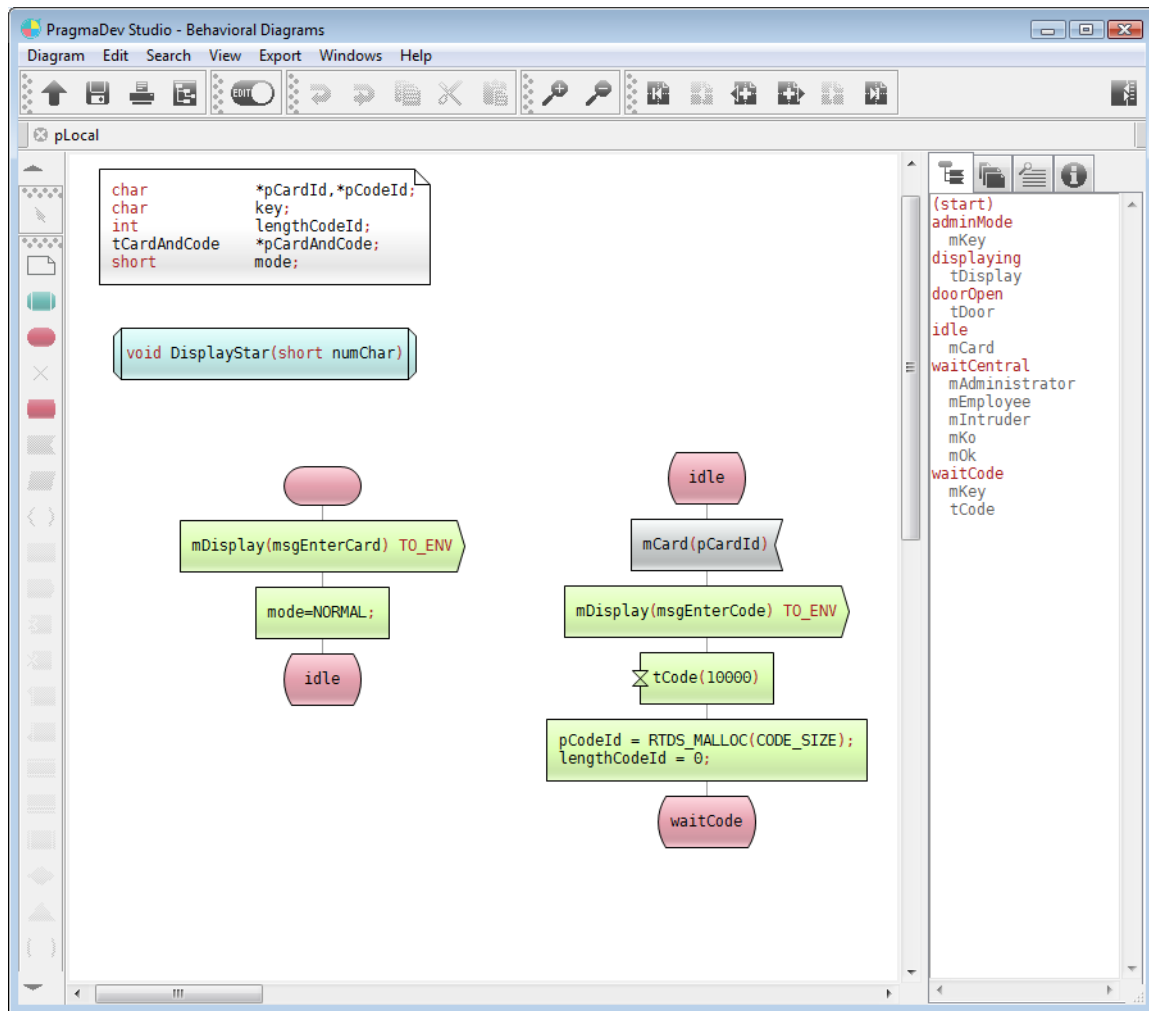 PragmaDev Studio - Behavioral Diagrams
Diagram Edit Search View Export Windows Help
EDIT
pLocal
char *pCardId,*pCodeId;
char key;
int lengthCodeId;
tCardAndCode *pCardAndCode;
short mode;
void DisplayStar(short numChar)
mDisplay(msgEnterCard) TO_ENV
mode=NORMAL;
idle
idle
mCard(pCardId)
mDisplay(msgEnterCode) TO_ENV
tCode(10000)
pCodeId = RTDS_MALLOC(CODE_SIZE);
lengthCodeId = 0;
waitCode
(start)
adminMode
mKey
displaying
tDisplay
doorOpen
tDoor
idle
mCard
waitCentral
mAdministrator
mEmployee
mIntruder
mKo
mOk
waitCode
mKey
tCode